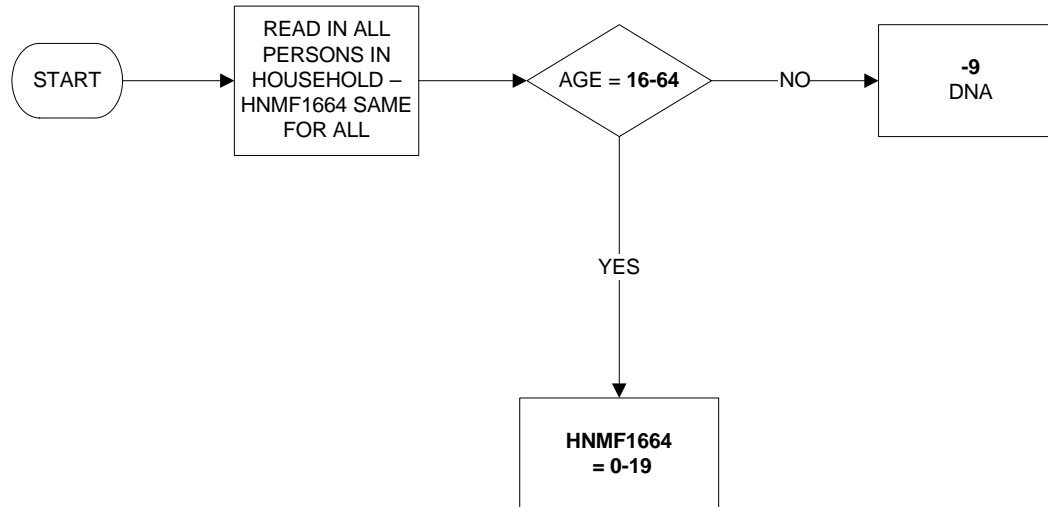 START
READ IN ALL
PERSONS IN
HOUSEHOLD –
HNMF1664 SAME
FOR ALL
AGE = 16-64
NO
-9
DNA
YES
HNMF1664
= 0-19